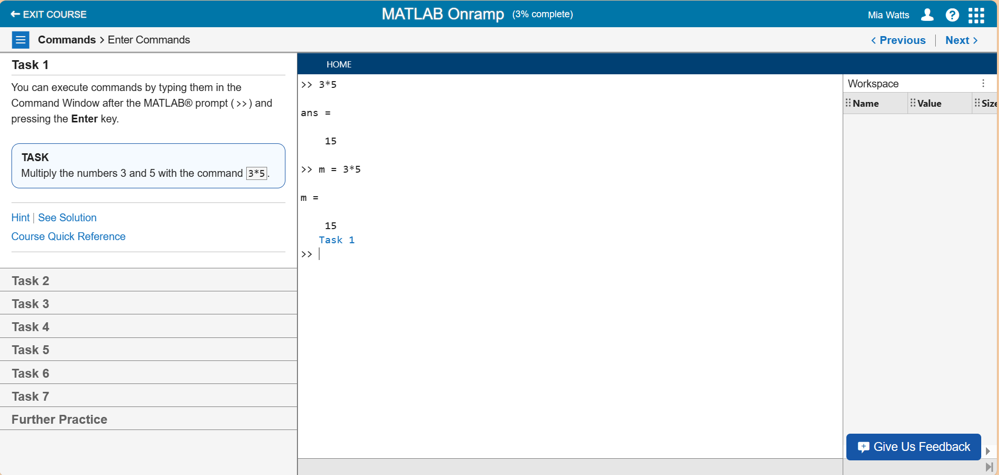 EXIT COURSE
MATLAB Onramp (3% complete)
Mia Watts
Commands > Enter Commands
< Previous
Next >
Task 1
You can execute commands by typing them in the
Command Window after the MATLAB® prompt (>>) and
pressing the Enter key.
TASK
Multiply the numbers 3 and 5 with the command 3*5.
Hint | See Solution
Course Quick Reference
Task 2
Task 3
Task 4
Task 5
Task 6
Task 7
Further Practice
HOME
>> 3*5
ans =
15
>> m = 3*5
m =
15
Task 1
>>
Workspace
Name Value Size
Give Us Feedback